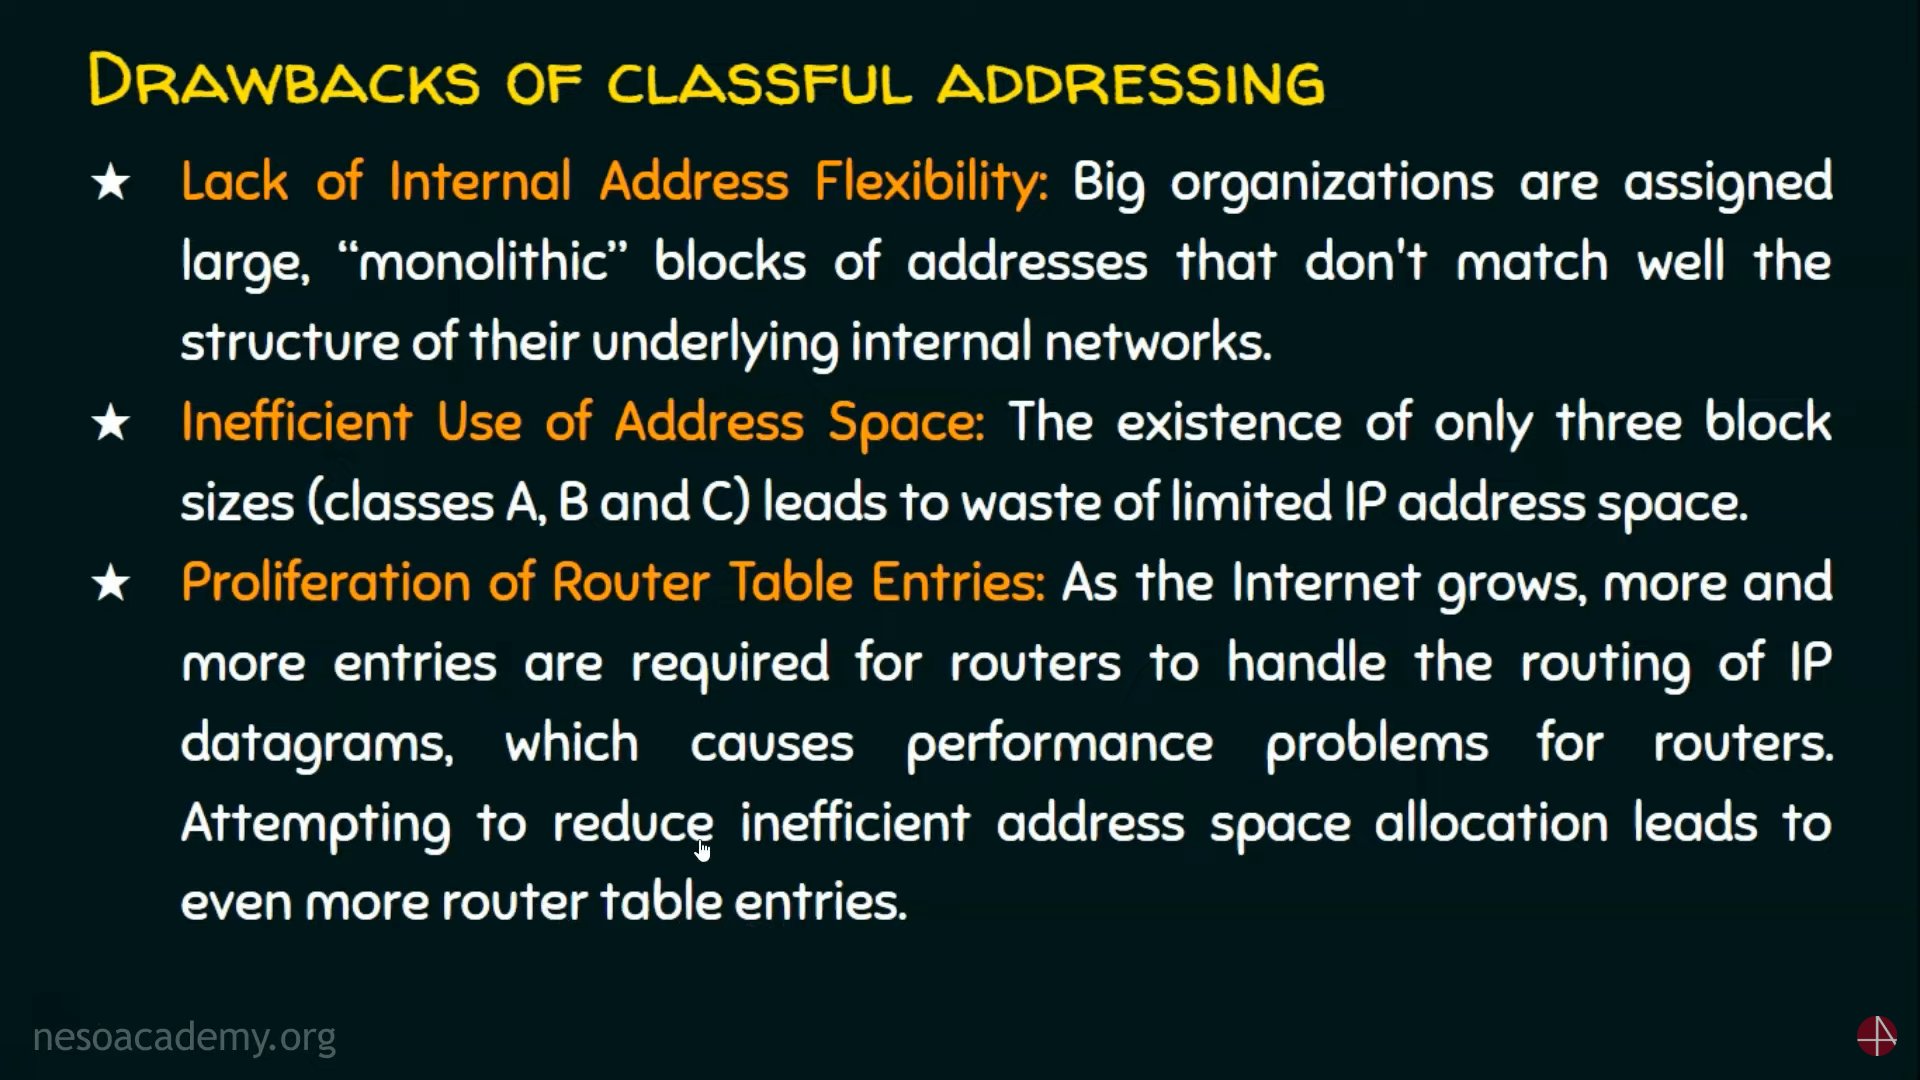 DRAWBACKS OF CLASSFUL ADDRESSING
★ Lack of Internal Address Flexibility: Big organizations are assigned
large, “monolithic” blocks of addresses that don't match well the
structure of their underlying internal networks.
★ Inefficient Use of Address Space: The existence of only three block
sizes (classes A, B and C) leads to waste of limited IP address space.
★ Proliferation of Router Table Entries: As the Internet grows, more and
more entries are required for routers to handle the routing of IP
datagrams, which causes performance problems for routers.
Attempting to reduce inefficient address space allocation leads to
even more router table entries.
nesoacademy.org